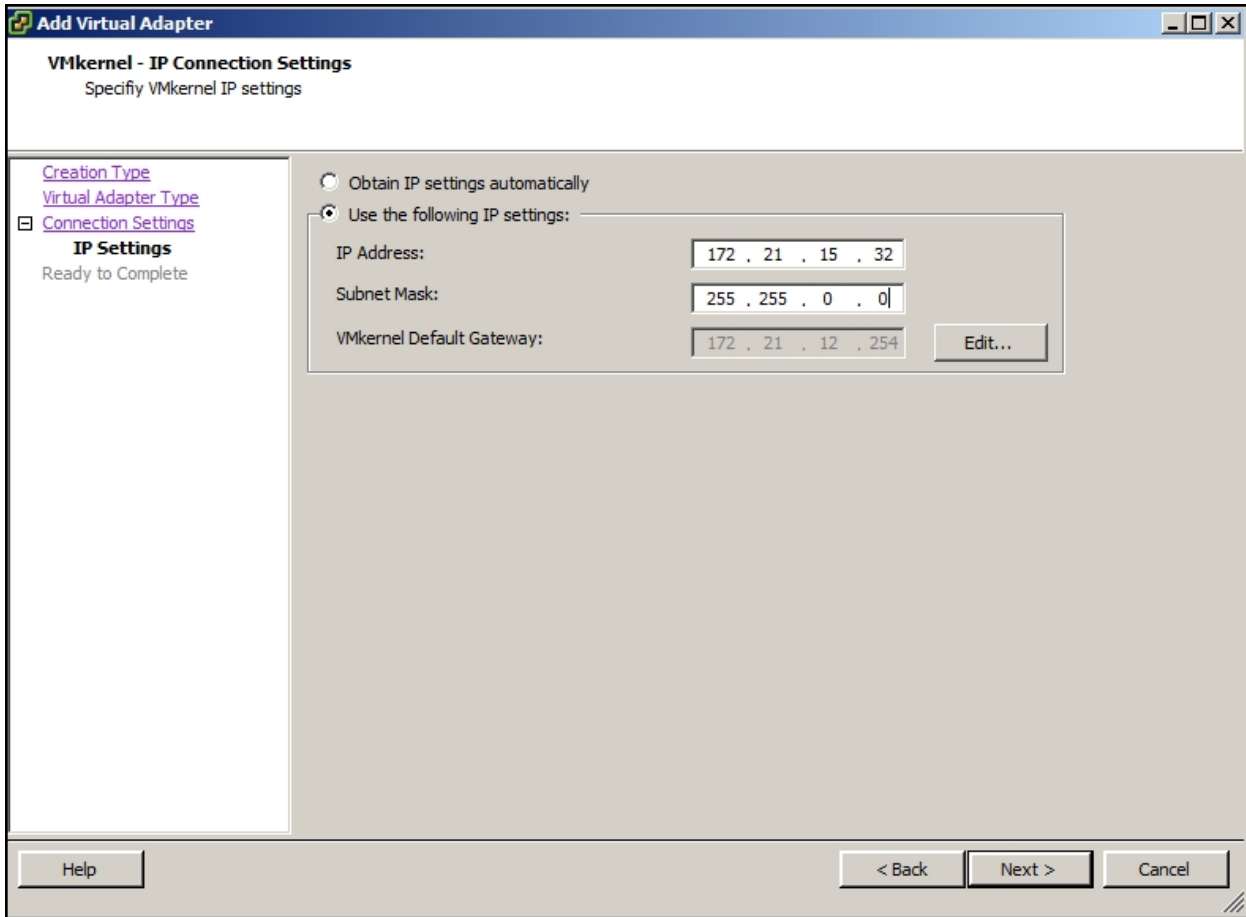 Add Virtual Adapter
VMkernel - IP Connection Settings
Specifiy VMkernel IP settings
Creation Type
Virtual Adapter Type
Connection Settings
IP Settings
Ready to Complete
Obtain IP settings automatically
Use the following IP settings:
IP Address: 172 . 21 . 15 . 32
Subnet Mask: 255 . 255 . 0 . 0
VMkernel Default Gateway: 172 . 21 . 12 . 254 Edit...
Help < Back Next > Cancel